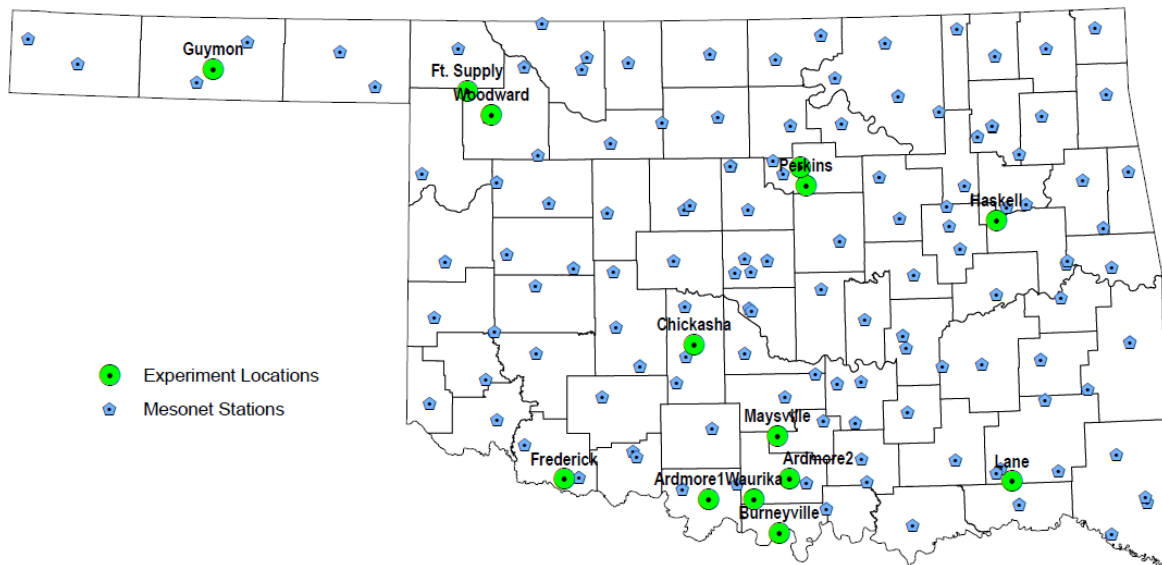 Guymon
Ft. Supply
Woodward
Perkins
Haskell
Chickasha
Experiment Locations
Mesonet Stations
Maysville
Frederick
Ardmore2
Lane
Ardmore1
Waurika
Burneyville